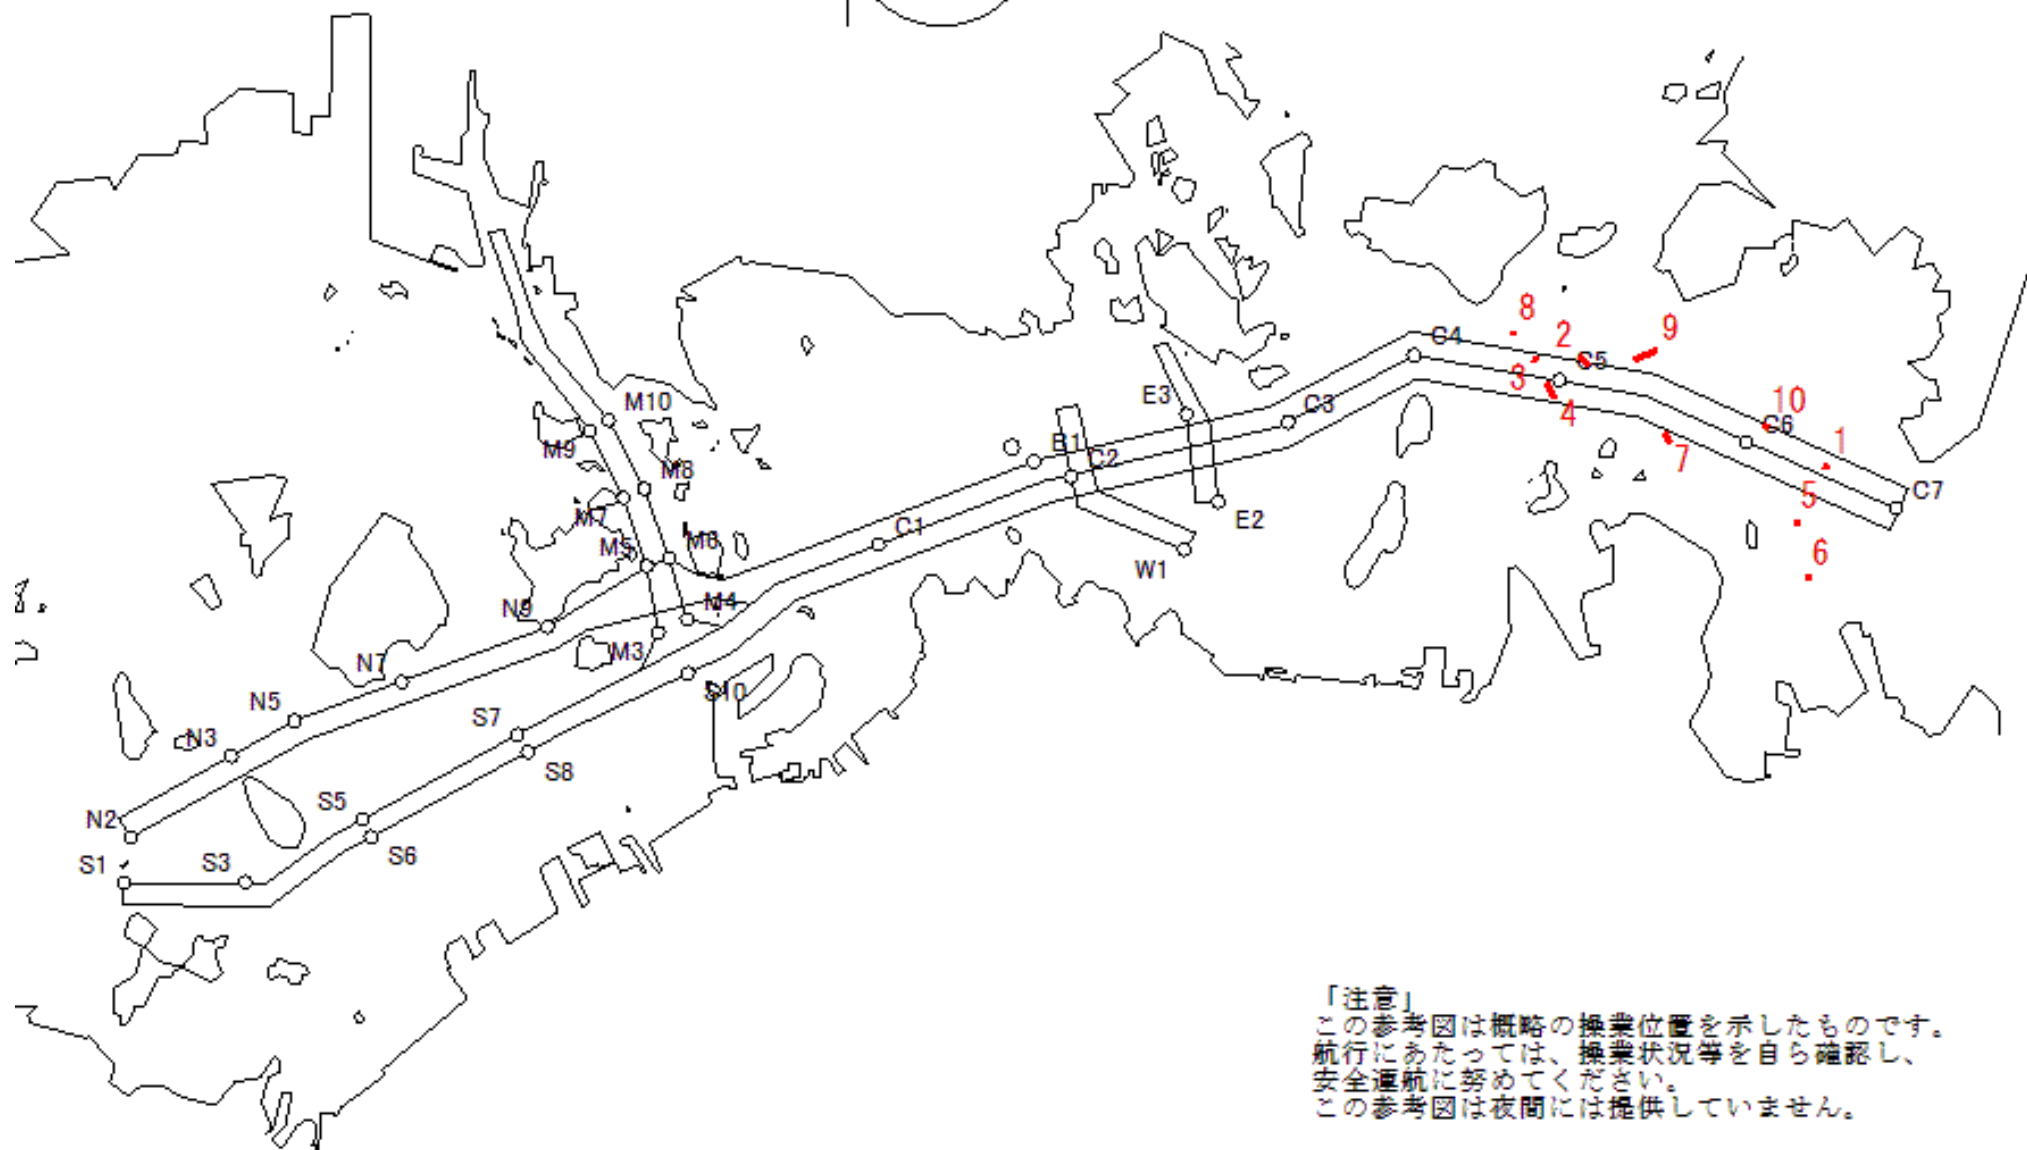 8
2
9
C4
C5
3
4
E3
M10
C3
10
C6
M9
B1
1
M8
C2
7
C7
M7
E2
5
C1
M5
M6
W1
6
N9
M4
M3
N7
S10
N5
S7
N3
S8
S5
N2
S6
S1
S3
「注意」
この参考図は概略の操業位置を示したものです。
航行にあたっては、操業状況等を自ら確認し、
安全運航に努めてください。
この参考図は夜間には提供していません。